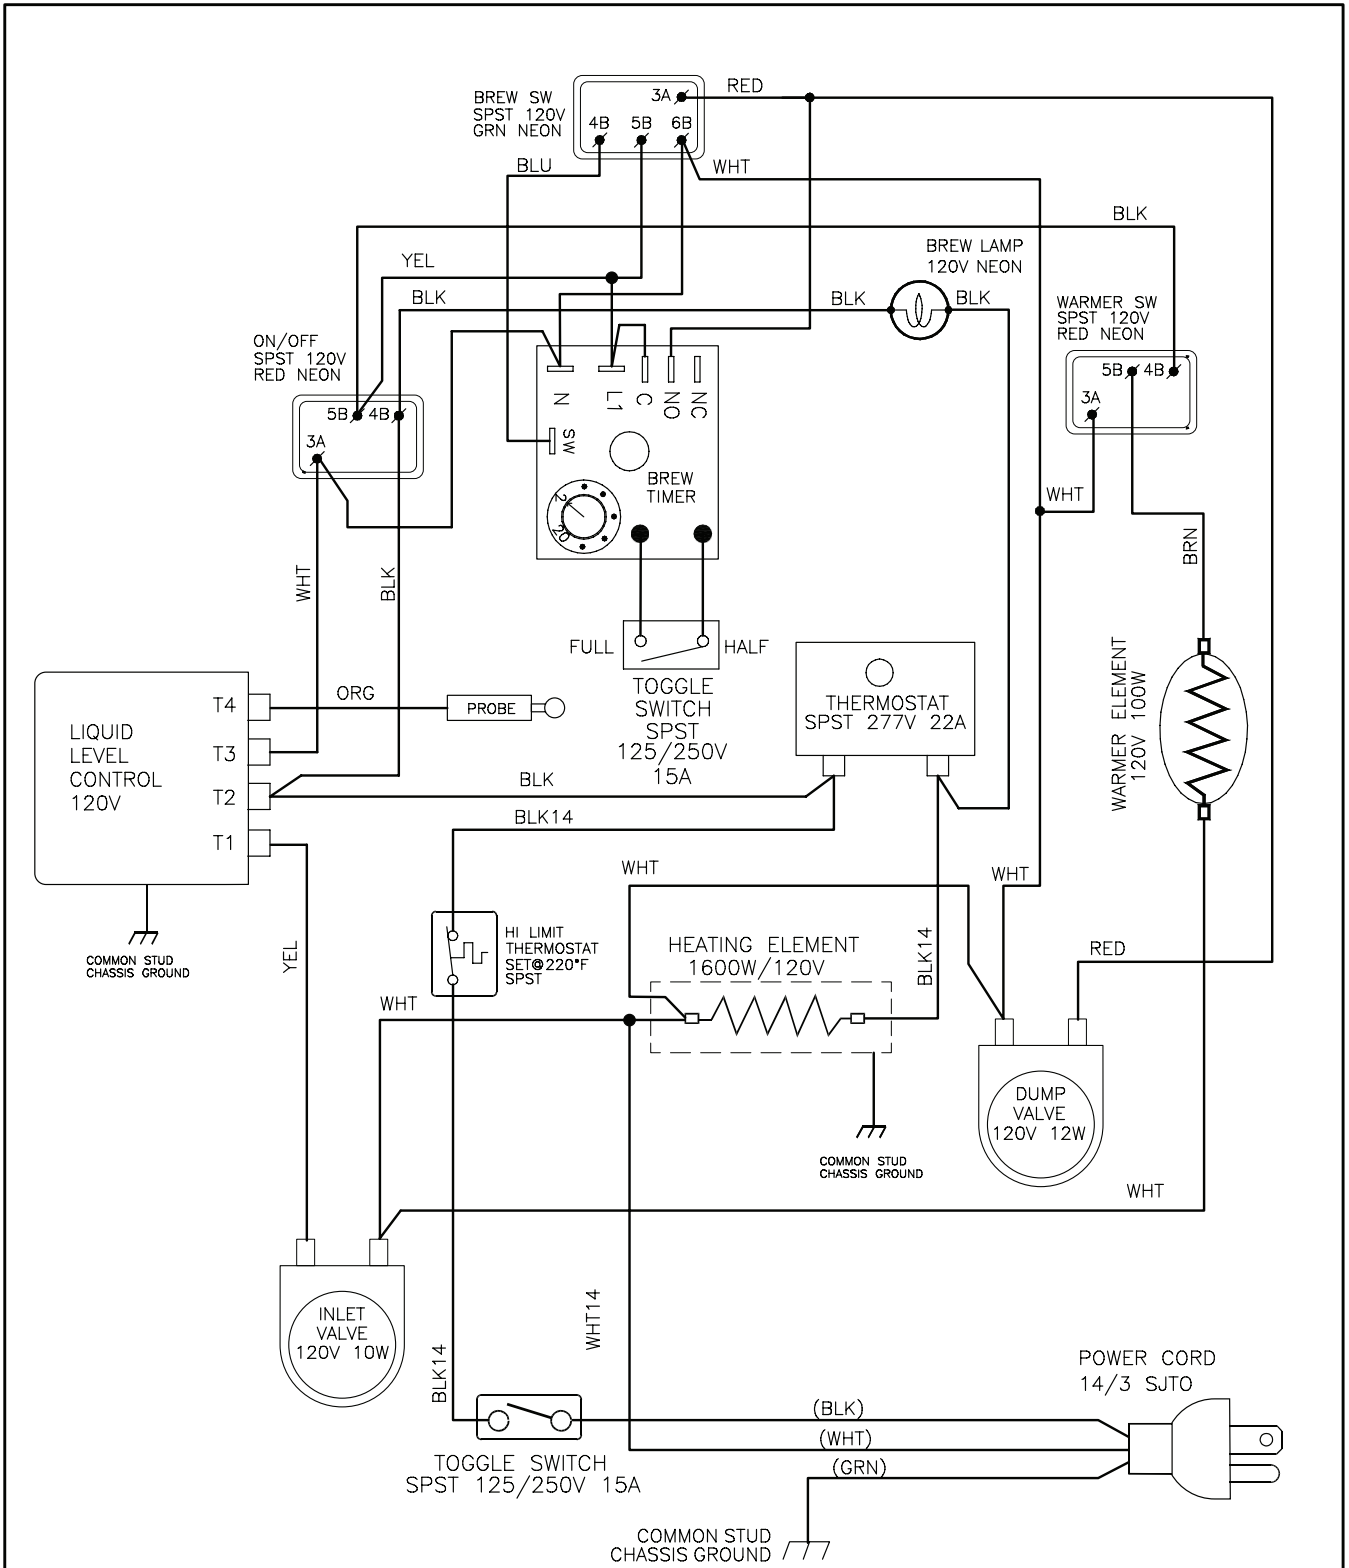 BREW SW
SPST 120V
GRN NEON
3A
4B 5B 6B
RED
BLU
WHT
BLK
YEL
BLK
BREW LAMP
120V NEON
BLK
BLK
WARMER SW
SPST 120V
RED NEON
5B 4B
3A
ON/OFF
SPST 120V
RED NEON
5B 4B
3A
N
L1
C
NO
NC
SW
BREW
TIMER
2
20
WHT
BRN
WHT
BLK
FULL
HALF
TOGGLE
SWITCH
SPST
125/250V
15A
THERMOSTAT
SPST 277V 22A
WARMER ELEMENT
120V 100W
LIQUID
LEVEL
CONTROL
120V
T4
T3
T2
T1
ORG
PROBE
BLK
BLK14
WHT
WHT
COMMON STUD
CHASSIS GROUND
YEL
HI LIMIT
THERMOSTAT
SET@220°F
SPST
HEATING ELEMENT
1600W/120V
BLK14
RED
WHT
COMMON STUD
CHASSIS GROUND
DUMP
VALVE
120V 12W
WHT
INLET
VALVE
120V 10W
BLK14
WHT14
TOGGLE SWITCH
SPST 125/250V 15A
(BLK)
(WHT)
(GRN)
POWER CORD
14/3 SJTO
COMMON STUD
CHASSIS GROUND